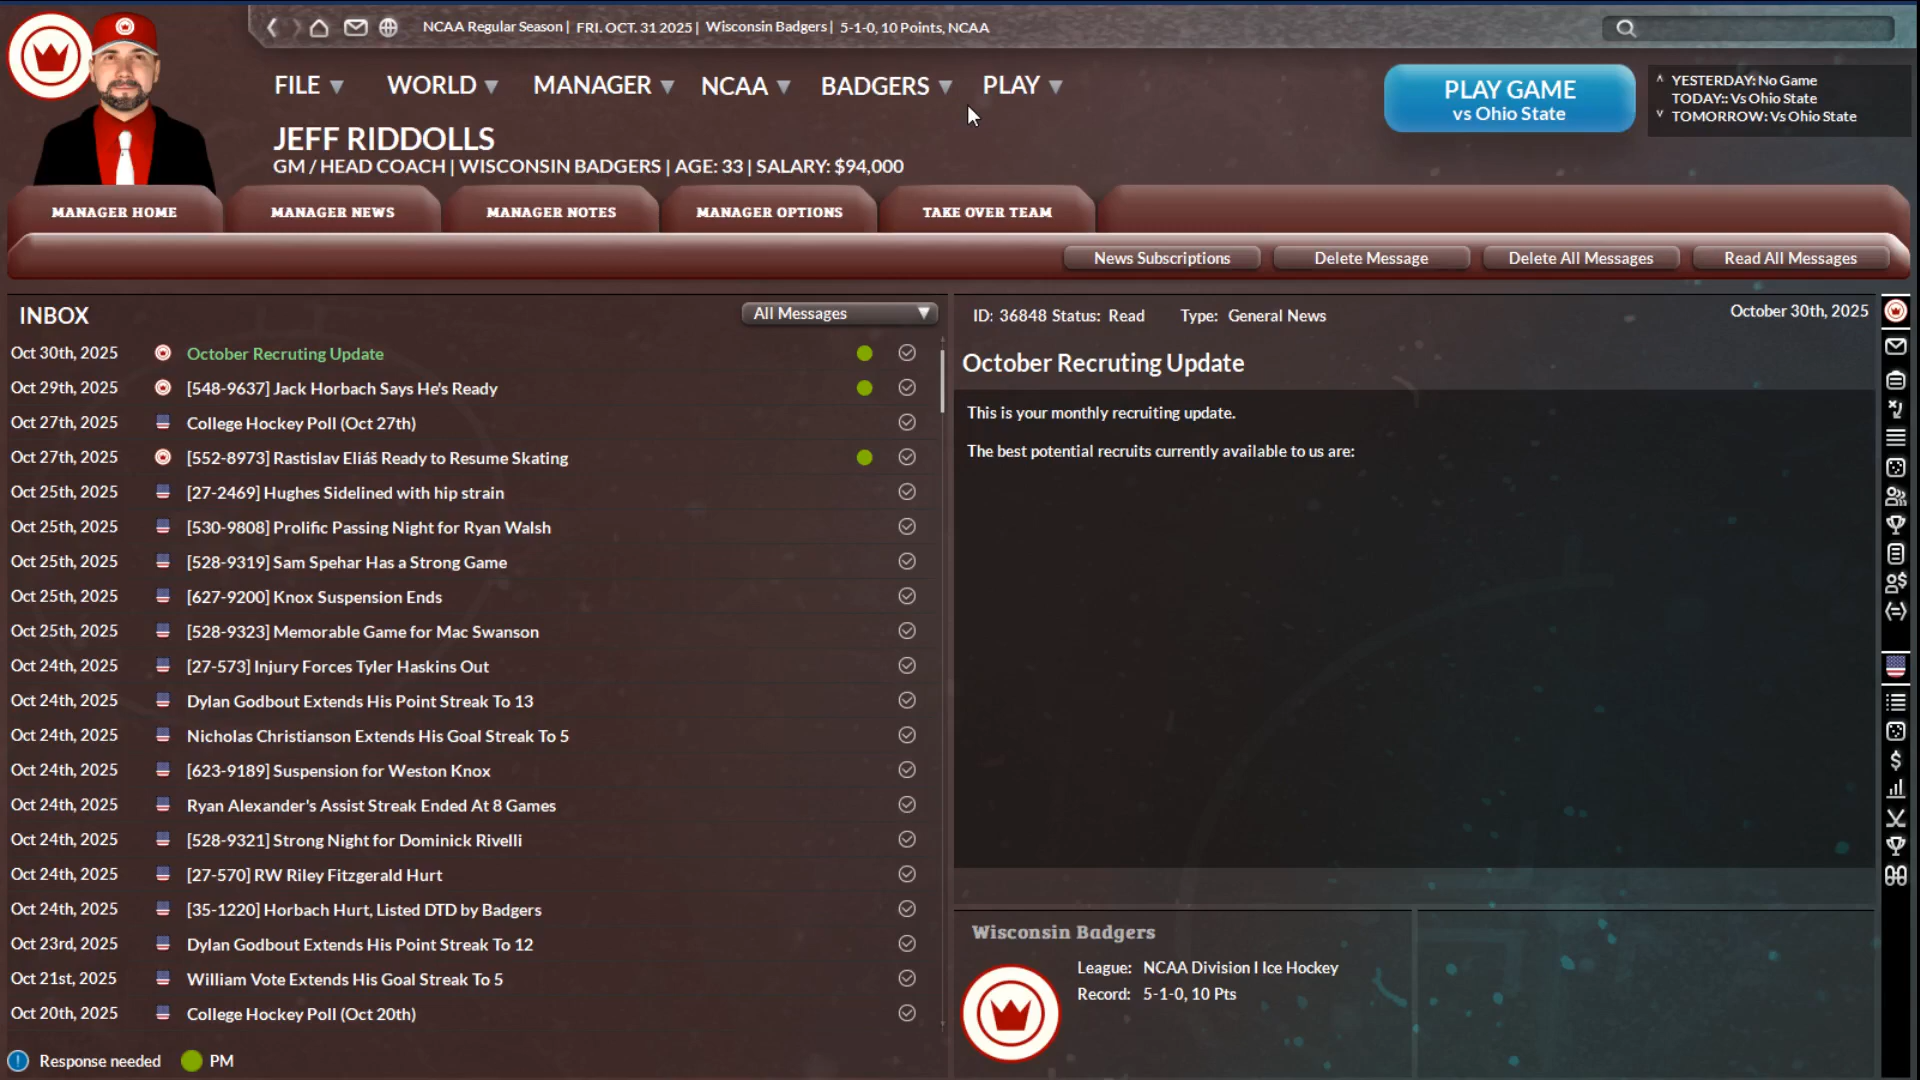 NCAA Regular Season | FRI. OCT. 31 2025 | Wisconsin Badgers | 5-1-0, 10 Points, NCAA
FILE
WORLD
MANAGER
NCAA
BADGERS
PLAY
PLAY GAME
vs Ohio State
YESTERDAY: No Game
TODAY:: Vs Ohio State
TOMORROW: Vs Ohio State
JEFF RIDDOLLS
GM / HEAD COACH | WISCONSIN BADGERS | AGE: 33 | SALARY: $94,000
MANAGER HOME
MANAGER NEWS
MANAGER NOTES
MANAGER OPTIONS
TAKE OVER TEAM
News Subscriptions
Delete Message
Delete All Messages
Read All Messages
INBOX
All Messages
Oct 30th, 2025 October Recruting Update
Oct 29th, 2025 [548-9637] Jack Horbach Says He's Ready
Oct 27th, 2025 College Hockey Poll (Oct 27th)
Oct 27th, 2025 [552-8973] Rastislav Eliáš Ready to Resume Skating
Oct 25th, 2025 [27-2469] Hughes Sidelined with hip strain
Oct 25th, 2025 [530-9808] Prolific Passing Night for Ryan Walsh
Oct 25th, 2025 [528-9319] Sam Spehar Has a Strong Game
Oct 25th, 2025 [627-9200] Knox Suspension Ends
Oct 25th, 2025 [528-9323] Memorable Game for Mac Swanson
Oct 24th, 2025 [27-573] Injury Forces Tyler Haskins Out
Oct 24th, 2025 Dylan Godbout Extends His Point Streak To 13
Oct 24th, 2025 Nicholas Christianson Extends His Goal Streak To 5
Oct 24th, 2025 [623-9189] Suspension for Weston Knox
Oct 24th, 2025 Ryan Alexander's Assist Streak Ended At 8 Games
Oct 24th, 2025 [528-9321] Strong Night for Dominick Rivelli
Oct 24th, 2025 [27-570] RW Riley Fitzgerald Hurt
Oct 24th, 2025 [35-1220] Horbach Hurt, Listed DTD by Badgers
Oct 23rd, 2025 Dylan Godbout Extends His Point Streak To 12
Oct 21st, 2025 William Vote Extends His Goal Streak To 5
Oct 20th, 2025 College Hockey Poll (Oct 20th)
Response needed
PM
ID: 36848 Status: Read Type: General News
October 30th, 2025
October Recruting Update
This is your monthly recruiting update.
The best potential recruits currently available to us are:
Wisconsin Badgers
League: NCAA Division I Ice Hockey
Record: 5-1-0, 10 Pts